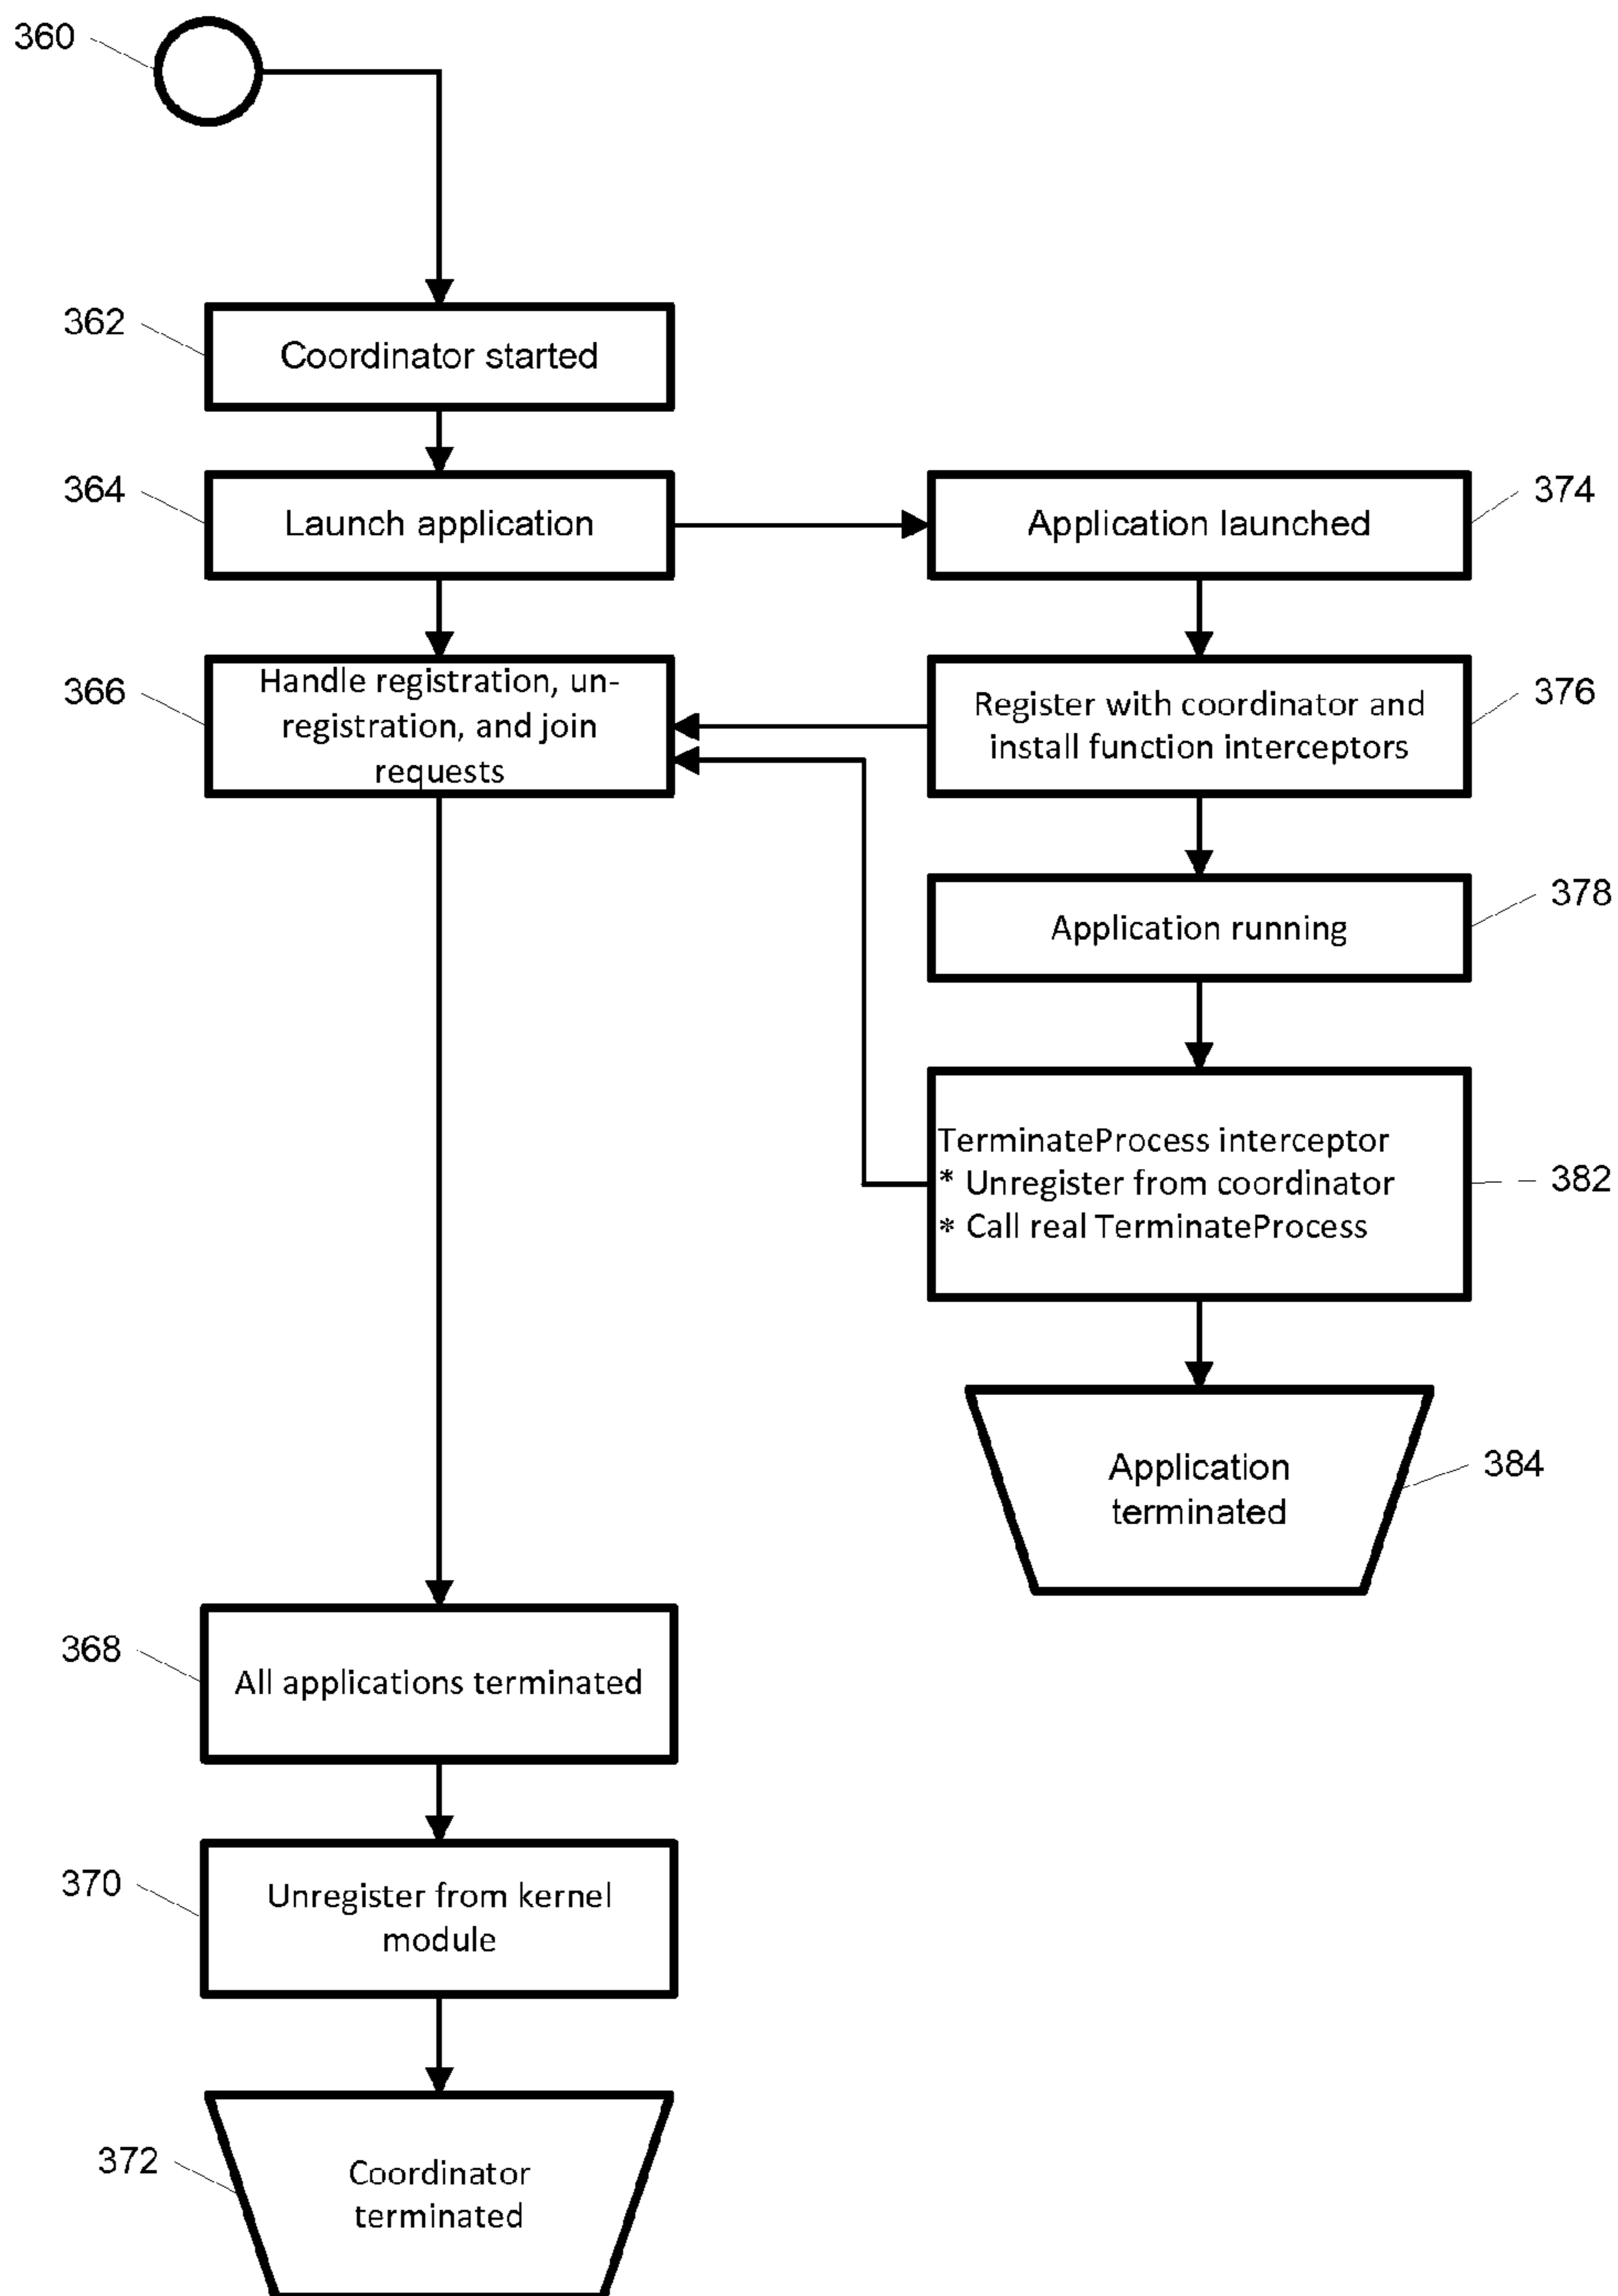 360
362
Coordinator started
364
Launch application
374
Application launched
366
Handle registration, un-
registration, and join
requests
376
Register with coordinator and
install function interceptors
378
Application running
382
TerminateProcess interceptor
* Unregister from coordinator
* Call real TerminateProcess
384
Application
terminated
368
All applications terminated
370
Unregister from kernel
module
372
Coordinator
terminated